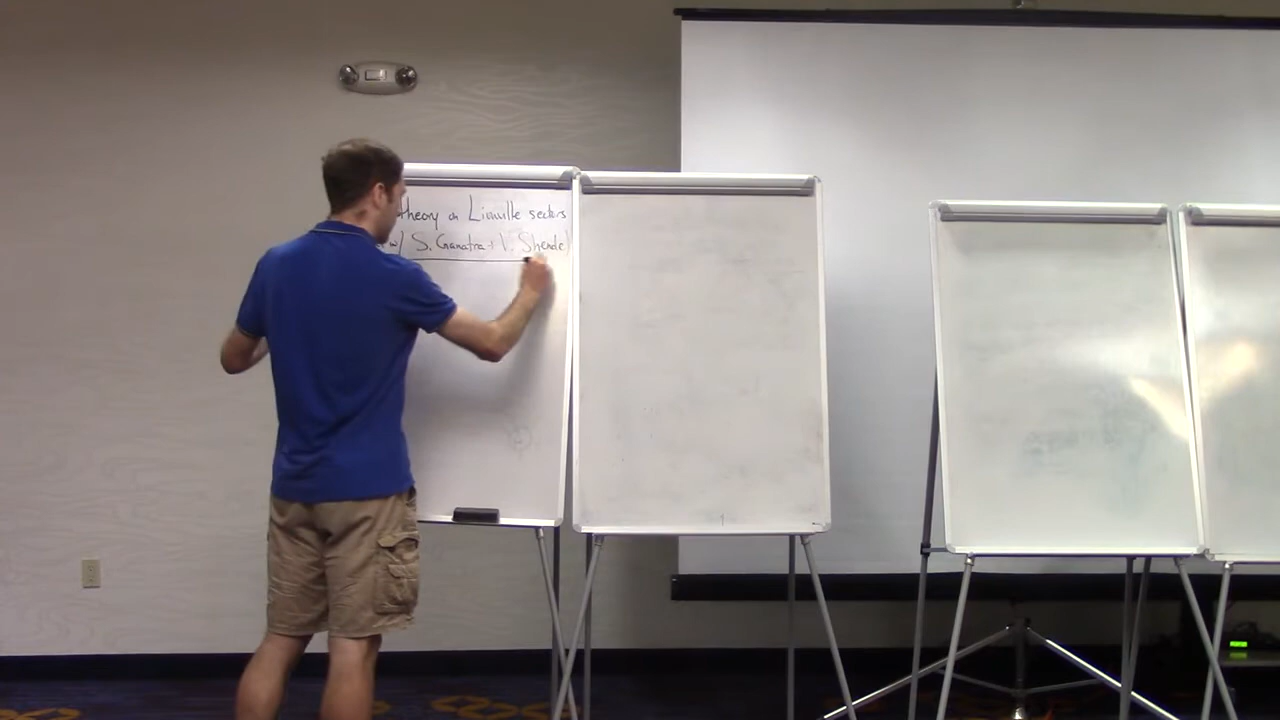 theory on Liouville sectors
w/ S. Ganatra + V. Shende